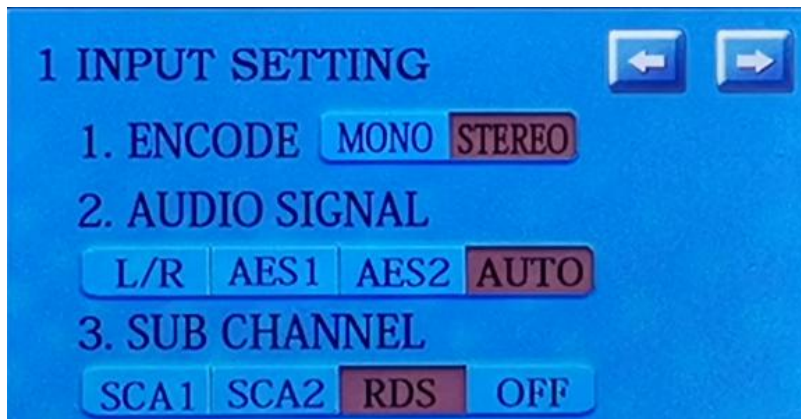 1 INPUT SETTING
1. ENCODE MONO STEREO
2. AUDIO SIGNAL
L/R AES1 AES2 AUTO
3. SUB CHANNEL
SCA1 SCA2 RDS OFF